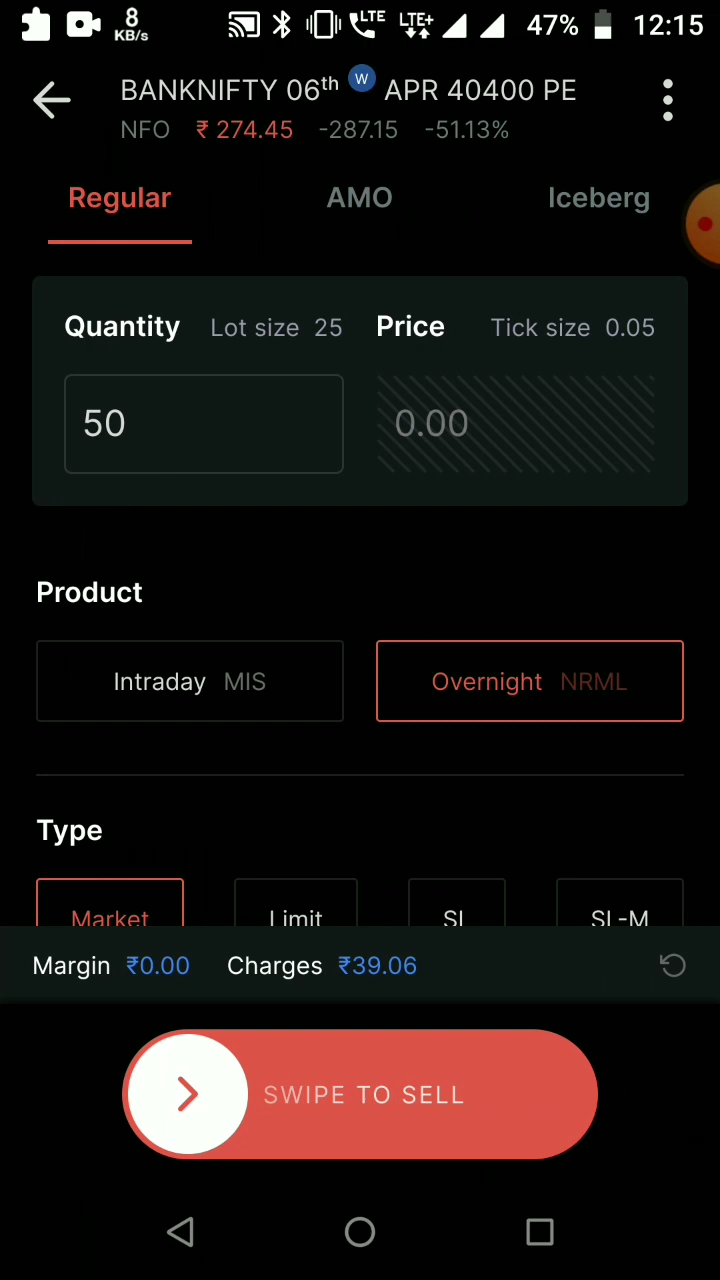 8 KB/s LTE LTE+ 47% 12:15
BANKNIFTY 06th W APR 40400 PE
NFO ₹ 274.45 -287.15 -51.13%
Regular AMO Iceberg
Quantity Lot size 25 Price Tick size 0.05
50 0.00
Product
Intraday MIS Overnight NRML
Type
Market Limit SL SL-M
Margin ₹0.00 Charges ₹39.06
SWIPE TO SELL